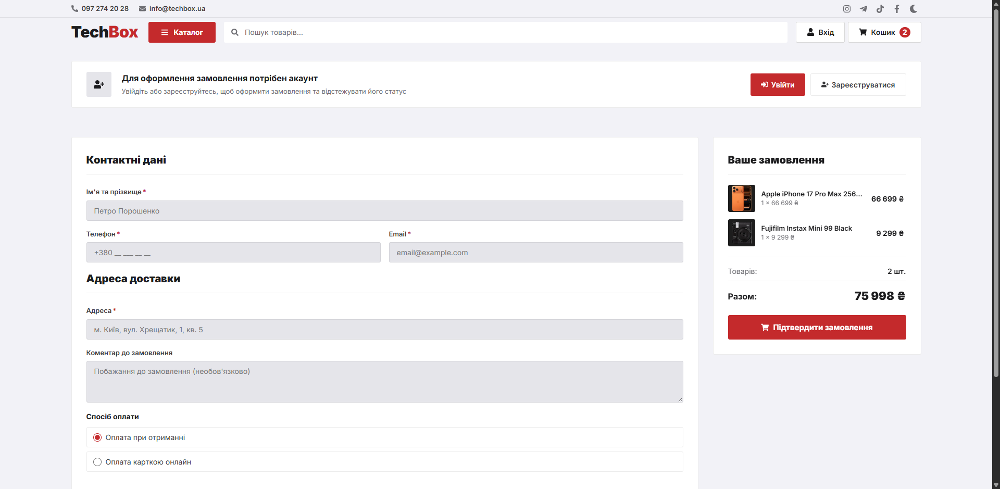 097 274 20 28
info@techbox.ua
TechBox
Каталог
Пошук товарів...
Вхід
Кошик 2
Для оформлення замовлення потрібен акаунт
Увійдіть або зареєструйтесь, щоб оформити замовлення та відстежувати його статус
Увійти
Зареєструватися
Контактні дані
Ім'я та прізвище *
Петро Порошенко
Телефон *
+380 __ ___ __ __
Email *
email@example.com
Адреса доставки
Адреса *
м. Київ, вул. Хрещатик, 1, кв. 5
Коментар до замовлення
Побажання до замовлення (необов'язково)
Спосіб оплати
Оплата при отриманні
Оплата карткою онлайн
Ваше замовлення
Apple iPhone 17 Pro Max 256...
1 × 66 699 ₴
66 699 ₴
Fujifilm Instax Mini 99 Black
1 × 9 299 ₴
9 299 ₴
Товарів:
2 шт.
Разом:
75 998 ₴
Підтвердити замовлення